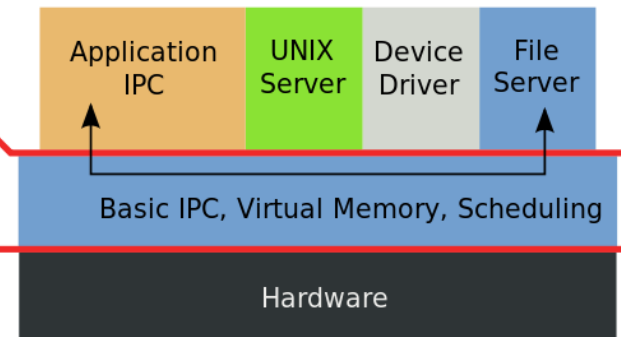 Application
IPC
UNIX
Server
Device
Driver
File
Server
Basic IPC, Virtual Memory, Scheduling
Hardware